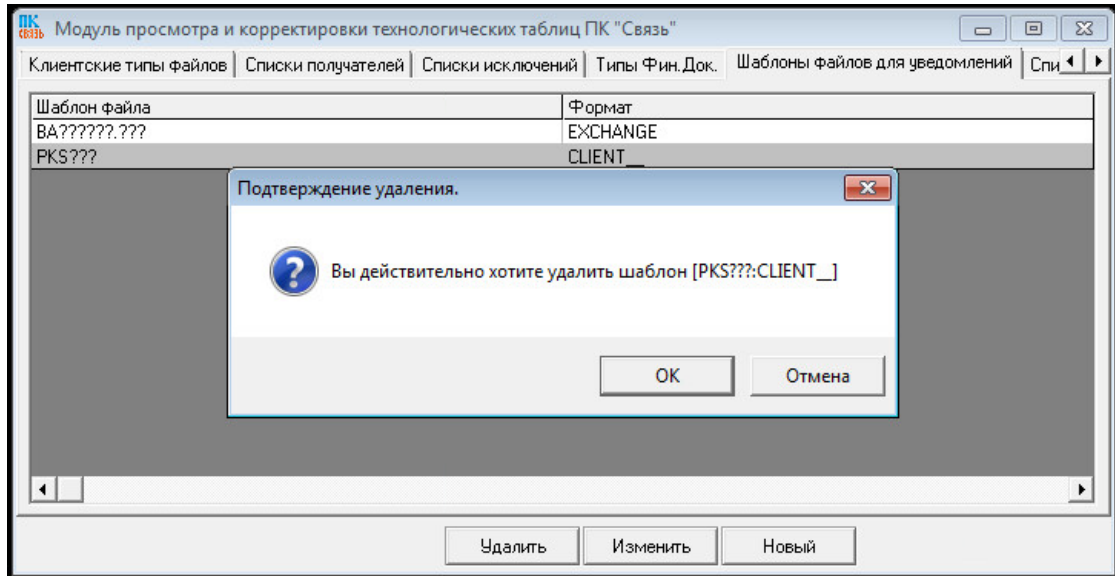 ПК
СВЯЗЬ
Модуль просмотра и корректировки технологических таблиц ПК "Связь"
Клиентские типы файлов Списки получателей Списки исключений Типы Фин.Док. Шаблоны файлов для уведомлений Спи
Шаблон файла Формат
BA??????.??? EXCHANGE
PKS??? CLIENT__
Подтверждение удаления.
Вы действительно хотите удалить шаблон [PKS???:CLIENT__]
OK Отмена
Удалить Изменить Новый